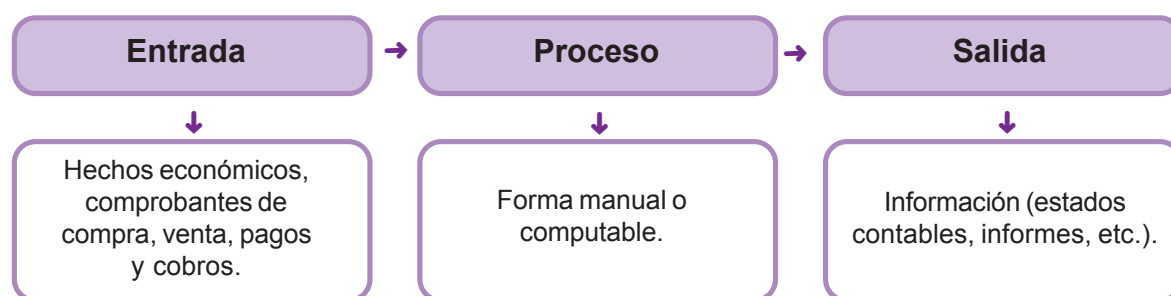 Entrada
Proceso
Salida
Hechos económicos,
comprobantes de
compra, venta, pagos
y cobros.
Forma manual o
computable.
Información (estados
contables, informes, etc.).